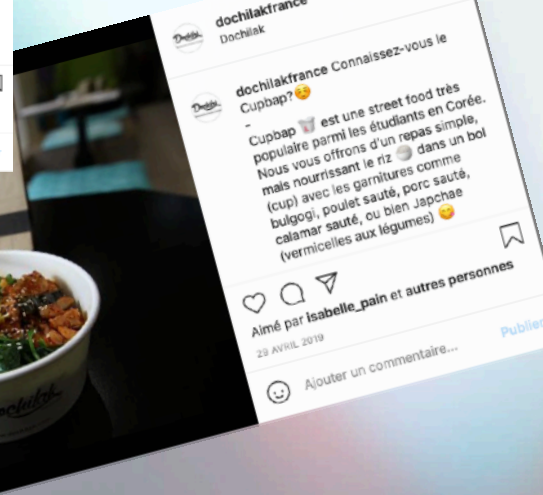 dochilakfrance
Dochilak
dochilakfrance Connaissez-vous le
Cupbap?☺️
-
Cupbap 🥡 est une street food très
populaire parmi les étudiants en Corée.
Nous vous offrons d'un repas simple,
mais nourrissant le riz 🍚 dans un bol
(cup) avec les garnitures comme
bulgogi, poulet sauté, porc sauté,
calamar sauté, ou bien Japchae
(vermicelles aux légumes) 😋
Aimé par isabelle_pain et autres personnes
29 AVRIL 2019
Ajouter un commentaire...
Publier